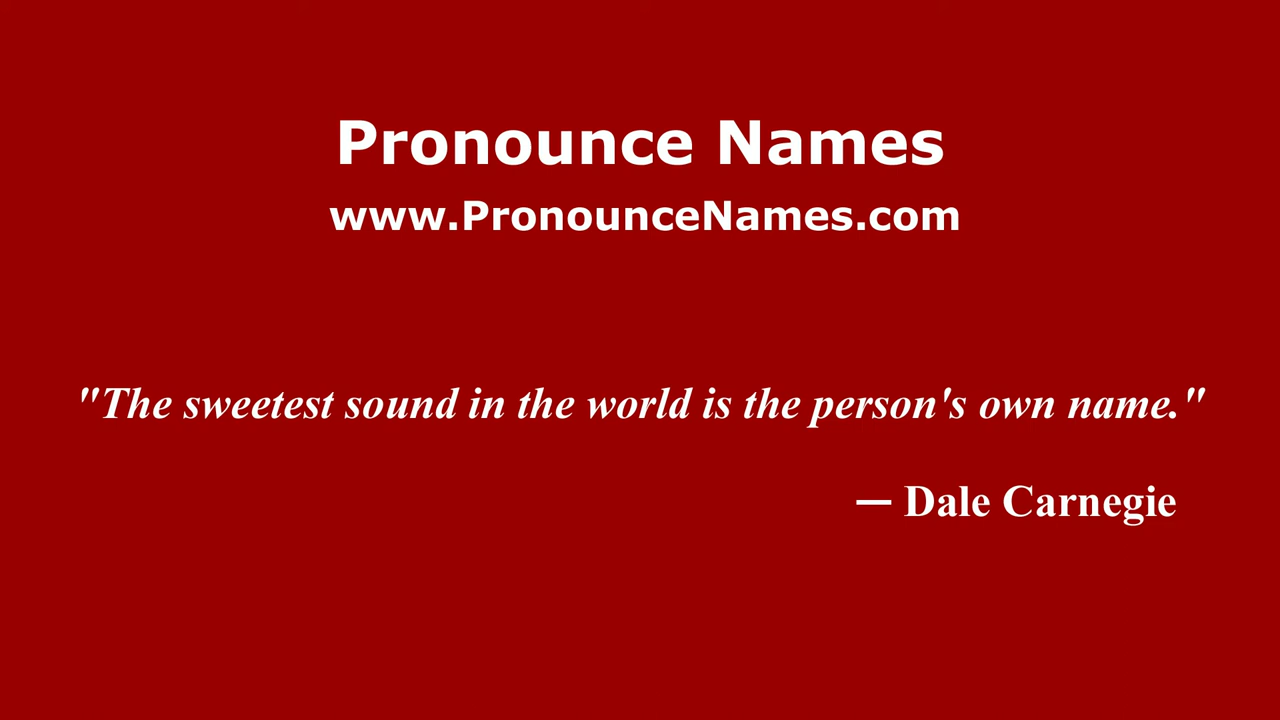 Pronounce Names
www.PronounceNames.com
"The sweetest sound in the world is the person's own name."
— Dale Carnegie